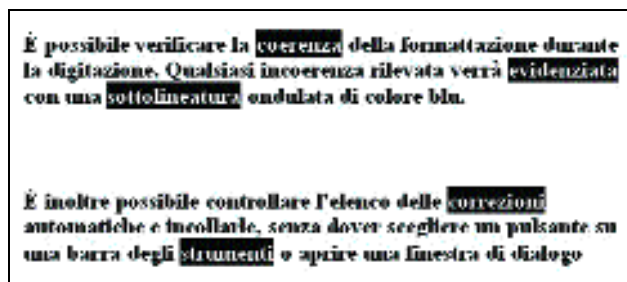 È possibile verificare la coerenza della formattazione durante
la digitazione. Qualsiasi incoerenza rilevata verrà evidenziata
con una sottolineatura ondulata di colore blu.
È inoltre possibile controllare l'elenco delle correzioni
automatiche e incollarle, senza dover scegliere un pulsante su
una barra degli strumenti o aprire una finestra di dialogo